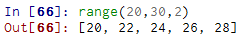 In [66]: range(20,30,2)
Out[66]: [20, 22, 24, 26, 28]